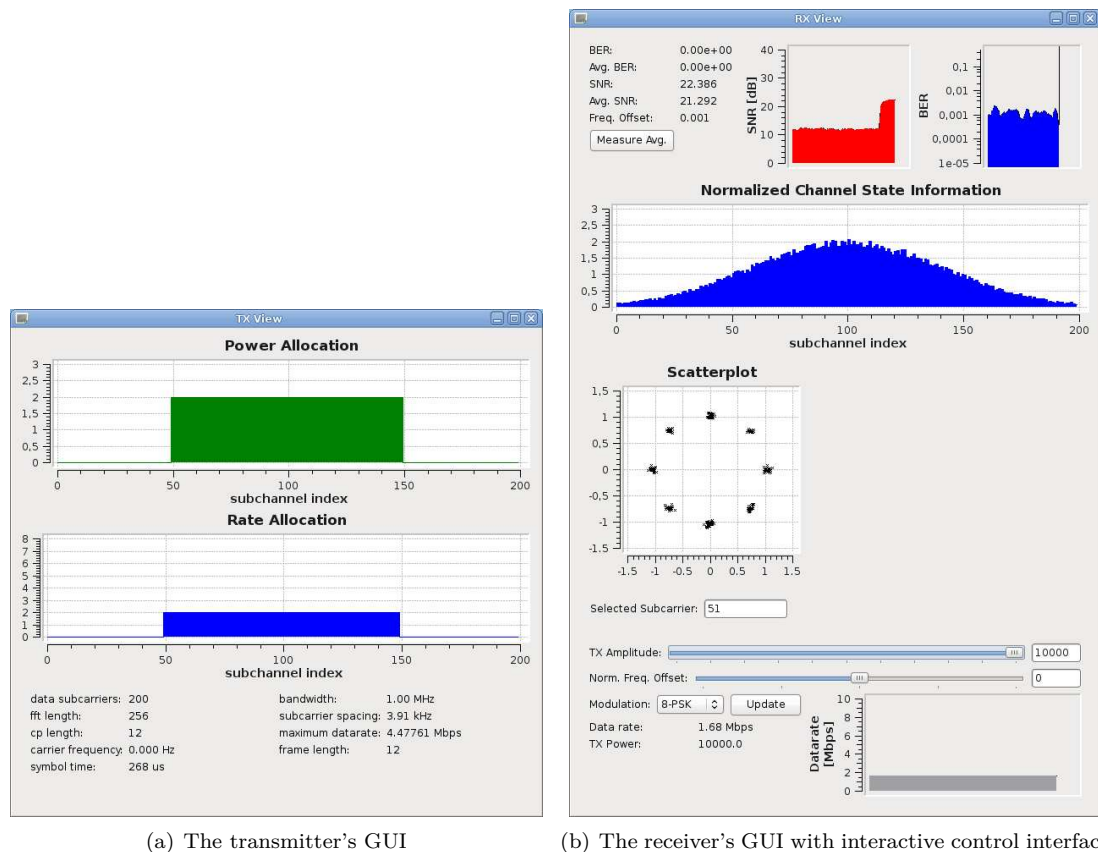 TX View
Power Allocation
3
2,5
2
1,5
1
0,5
0
0 50 100 150 200
subchannel index
Rate Allocation
8
7
6
5
4
3
2
1
0
0 50 100 150 200
subchannel index
data subcarriers: 200 bandwidth: 1.00 MHz
fft length: 256 subcarrier spacing: 3.91 kHz
cp length: 12 maximum datarate: 4.47761 Mbps
carrier frequency: 0.000 Hz frame length: 12
symbol time: 268 us
(a) The transmitter's GUI
RX View
BER: 0.00e+00
Avg. BER: 0.00e+00
SNR: 22.386
Avg. SNR: 21.292
Freq. Offset: 0.001
Measure Avg.
SNR [dB]
40
30
20
10
0
BER
0,1
0,01
0,001
0,0001
1e-05
Normalized Channel State Information
3
2,5
2
1,5
1
0,5
0
0 50 100 150 200
subchannel index
Scatterplot
1.5
1
0,5
0
-0,5
-1
-1.5
-1.5 -1 -0,5 0 0,5 1 1.5
Selected Subcarrier: 51
TX Amplitude: 10000
Norm. Freq. Offset: 0
Modulation: 8-PSK Update
Data rate: 1.68 Mbps
TX Power: 10000.0
Datarate
[Mbps]
10
8
6
4
2
0
(b) The receiver's GUI with interactive control